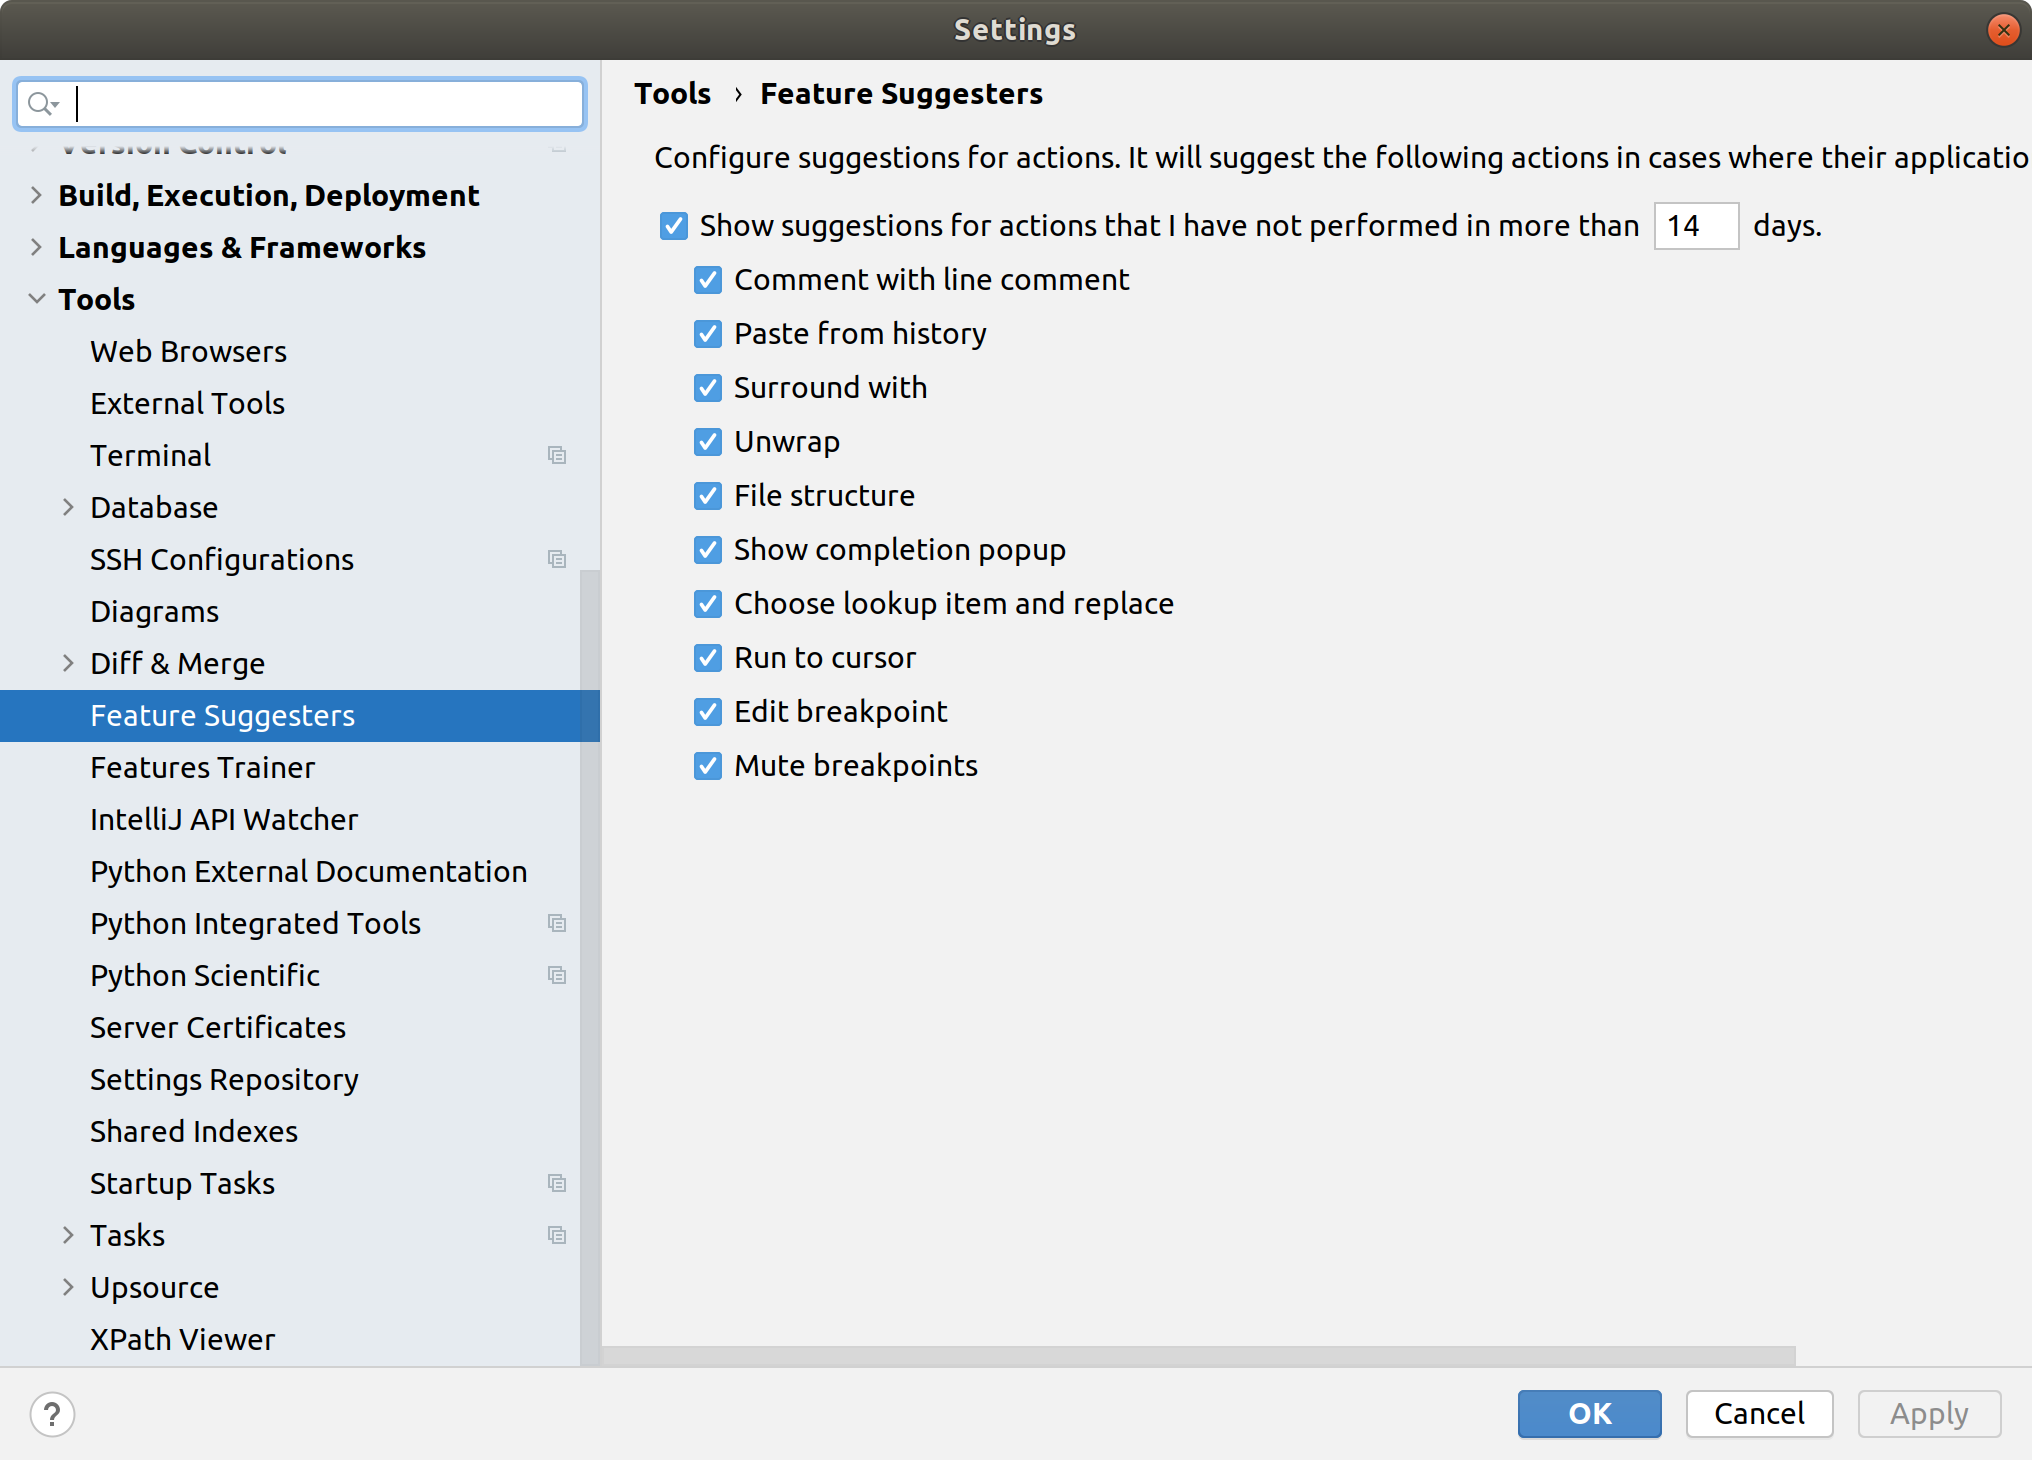 Settings
Version Control
Build, Execution, Deployment
Languages & Frameworks
Tools
Web Browsers
External Tools
Terminal
Database
SSH Configurations
Diagrams
Diff & Merge
Feature Suggesters
Features Trainer
IntelliJ API Watcher
Python External Documentation
Python Integrated Tools
Python Scientific
Server Certificates
Settings Repository
Shared Indexes
Startup Tasks
Tasks
Upsource
XPath Viewer
Tools › Feature Suggesters
Configure suggestions for actions. It will suggest the following actions in cases where their applicatio
Show suggestions for actions that I have not performed in more than 14 days.
Comment with line comment
Paste from history
Surround with
Unwrap
File structure
Show completion popup
Choose lookup item and replace
Run to cursor
Edit breakpoint
Mute breakpoints
?
OK Cancel Apply